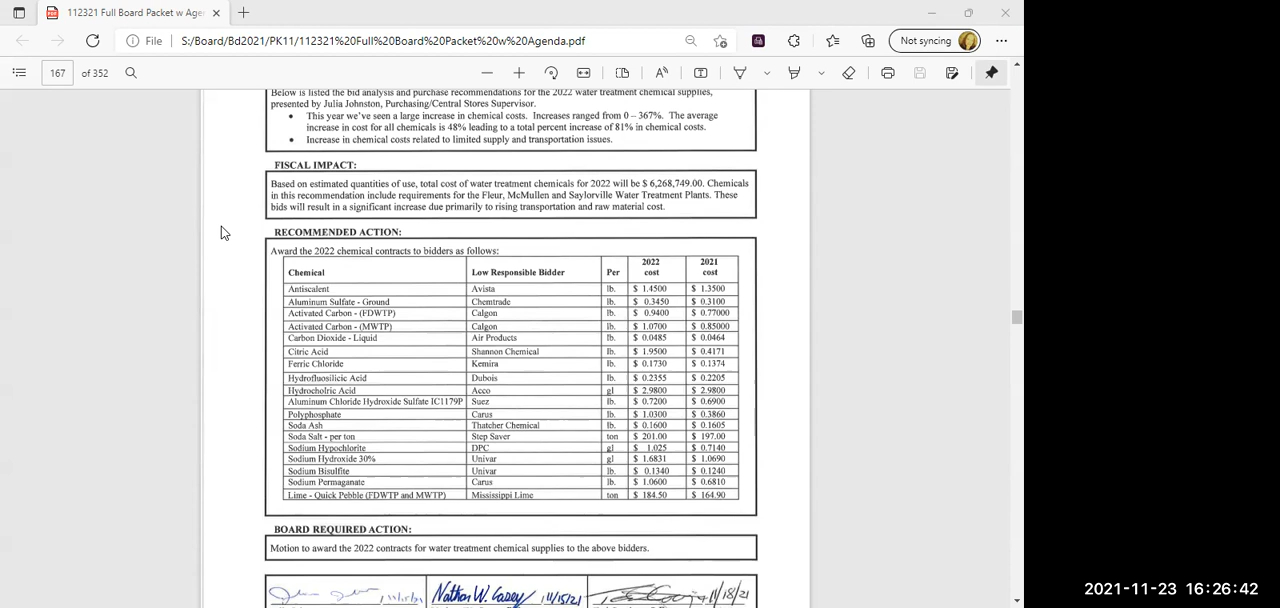 112321 Full Board Packet w Age
File S:/Board/Bd2021/PK11/112321%20Full%20Board%20Packet%20w%20Agenda.pdf Not syncing
167 of 352
Below is listed the bid analysis and purchase recommendations for the 2022 water treatment chemical supplies,
presented by Julia Johnston, Purchasing/Central Stores Supervisor.
• This year we've seen a large increase in chemical costs. Increases ranged from 0 – 367%. The average
increase in cost for all chemicals is 48% leading to a total percent increase of 81% in chemical costs.
• Increase in chemical costs related to limited supply and transportation issues.
FISCAL IMPACT:
Based on estimated quantities of use, total cost of water treatment chemicals for 2022 will be $ 6,268,749.00. Chemicals
in this recommendation include requirements for the Fleur, McMullen and Saylorville Water Treatment Plants. These
bids will result in a significant increase due primarily to rising transportation and raw material cost.
RECOMMENDED ACTION:
Award the 2022 chemical contracts to bidders as follows:
Chemical Low Responsible Bidder Per 2022 cost 2021 cost
Antiscalent Avista lb. $ 1.4500 $ 1.3500
Aluminum Sulfate - Ground Chemtrade lb. $ 0.3450 $ 0.3100
Activated Carbon - (FDWTP) Calgon lb. $ 0.9400 $ 0.77000
Activated Carbon - (MWTP) Calgon lb. $ 1.0700 $ 0.85000
Carbon Dioxide - Liquid Air Products lb. $ 0.0485 $ 0.0464
Citric Acid Shannon Chemical lb. $ 1.9500 $ 0.4171
Ferric Chloride Kemira lb. $ 0.1730 $ 0.1374
Hydrofluosilicic Acid Dubois lb. $ 0.2355 $ 0.2205
Hydrocholric Acid Acco gl $ 2.9800 $ 2.9800
Aluminum Chloride Hydroxide Sulfate IC1179P Suez lb. $ 0.7200 $ 0.6900
Polyphosphate Carus lb. $ 1.0300 $ 0.3860
Soda Ash Thatcher Chemical lb. $ 0.1600 $ 0.1605
Soda Salt - per ton Step Saver ton $ 201.00 $ 197.00
Sodium Hypochlorite DPC gl $ 1.025 $ 0.7140
Sodium Hydroxide 30% Univar gl $ 1.6831 $ 1.0690
Sodium Bisulfite Univar lb. $ 0.1340 $ 0.1240
Sodium Permaganate Carus lb. $ 1.0600 $ 0.6810
Lime - Quick Pebble (FDWTP and MWTP) Mississippi Lime ton $ 184.50 $ 164.90
BOARD REQUIRED ACTION:
Motion to award the 2022 contracts for water treatment chemical supplies to the above bidders.
Nathan W. Casey 11/15/21 11/18/21
2021-11-23 16:26:42